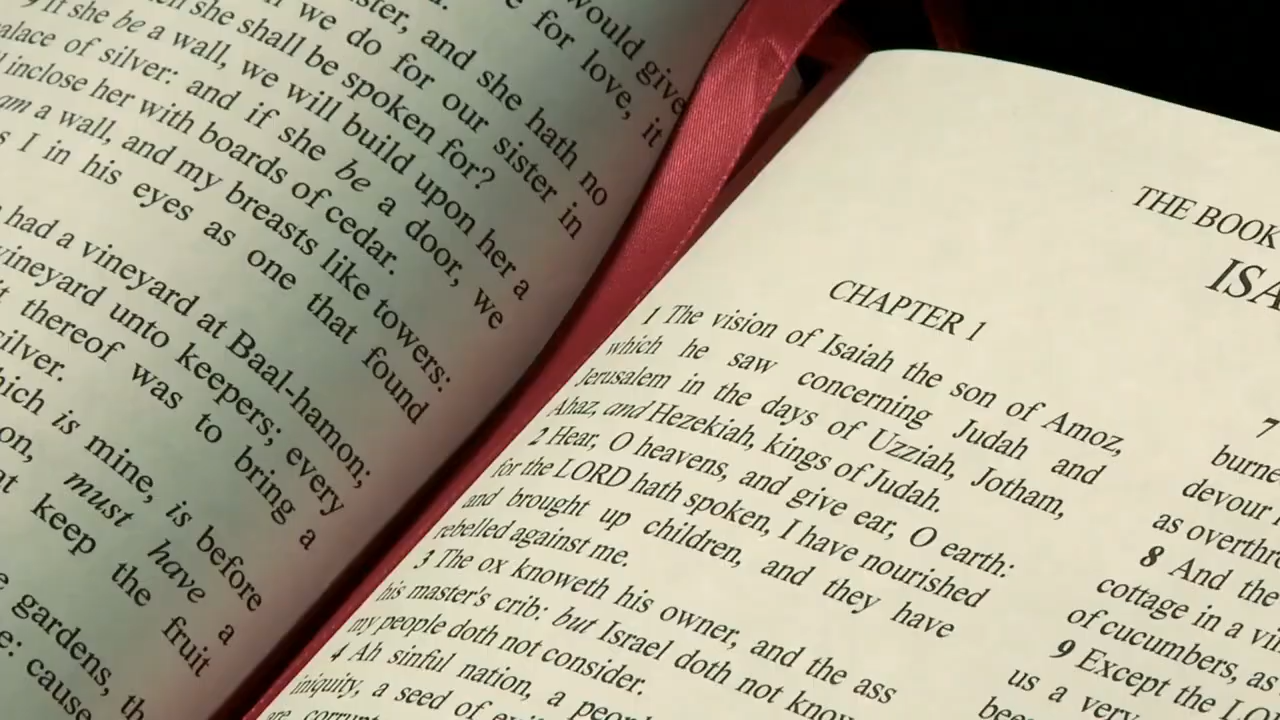 would give
e for love, it
ster, and she hath no
we do for our sister in
she shall be spoken for?
9 If she be a wall, we will build upon her a
palace of silver: and if she be a door, we
inclose her with boards of cedar.
am a wall, and my breasts like towers:
I in his eyes as one that found
had a vineyard at Baal-hamon;
vineyard unto keepers; every
thereof was to bring a
silver.
which is mine, is before
on, must have a
keep the fruit
gardens, th
e: cause
THE BOOK
ISA
CHAPTER 1
1 The vision of Isaiah the son of Amoz,
which he saw concerning Judah and
Jerusalem in the days of Uzziah, Jotham,
Ahaz, and Hezekiah, kings of Judah.
2 Hear, O heavens, and give ear, O earth:
for the LORD hath spoken, I have nourished
and brought up children, and they have
rebelled against me.
3 The ox knoweth his owner, and the ass
his master's crib: but Israel doth not know
my people doth not consider.
4 Ah sinful nation, a peopl
iniquity, a seed of evi
are corrupt
7
burne
devour
as overthro
8 And the
cottage in a vi
of cucumbers, as
9 Except the LO
us a very
been